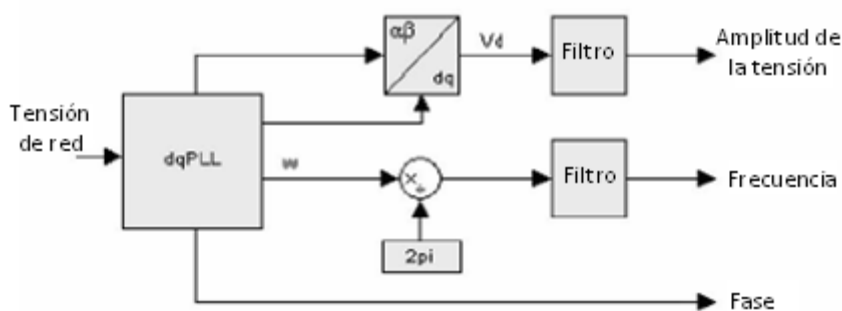 αβ
dq
Vd
Filtro
Amplitud de
la tensión
Tensión
de red
dqPLL
w
x
÷
Filtro
Frecuencia
2pi
Fase